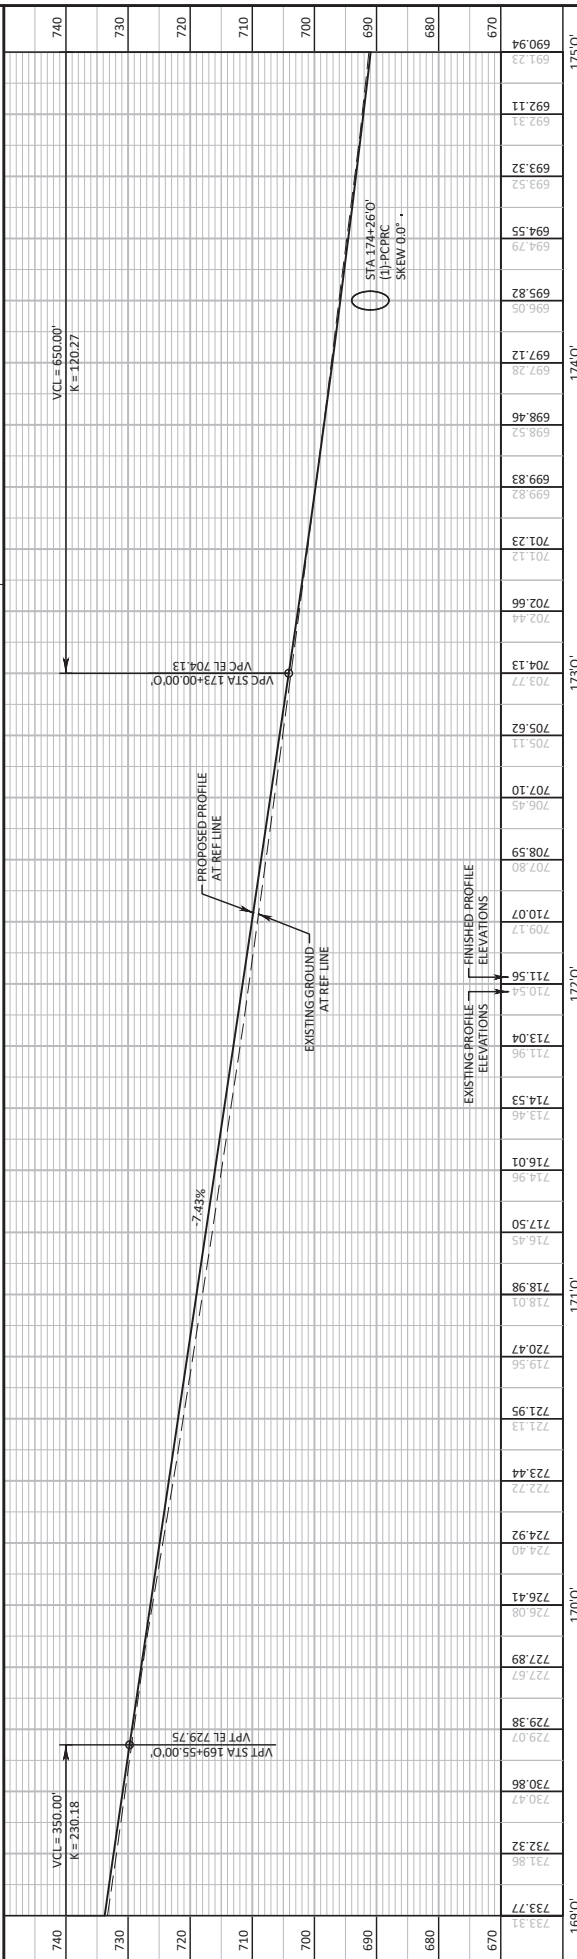 740
730
720
710
700
690
680
670
VCL = 350.00'
K = 230.18
VPT STA 169+55.00'O'
VPT EL 729.75
-7.43%
PROPOSED PROFILE
AT REF LINE
EXISTING GROUND
AT REF LINE
EXISTING PROFILE
ELEVATIONS
FINISHED PROFILE
ELEVATIONS
VPC STA 173+00.00'O'
VPC EL 704.13
VCL = 650.00'
K = 120.27
STA 174+26'O'
(1)-PCPRC
SKEW 0.0°
740
730
720
710
700
690
680
670
733.31 733.77
731.86 732.32
730.47 730.86
729.07 729.38
727.67 727.89
726.08 726.41
724.40 724.92
722.72 723.44
721.13 721.95
719.56 720.47
718.01 718.98
716.45 717.50
714.96 716.01
713.46 714.53
711.96 713.04
710.54 711.56
709.17 710.07
707.80 708.59
706.45 707.10
705.11 705.62
703.77 704.13
702.44 702.66
701.12 701.23
699.82 699.83
698.52 698.46
697.28 697.12
696.05 695.82
694.79 694.55
693.52 693.32
692.31 692.11
691.23 690.94
169'O'
170'O'
171'O'
172'O'
173'O'
174'O'
175'O'